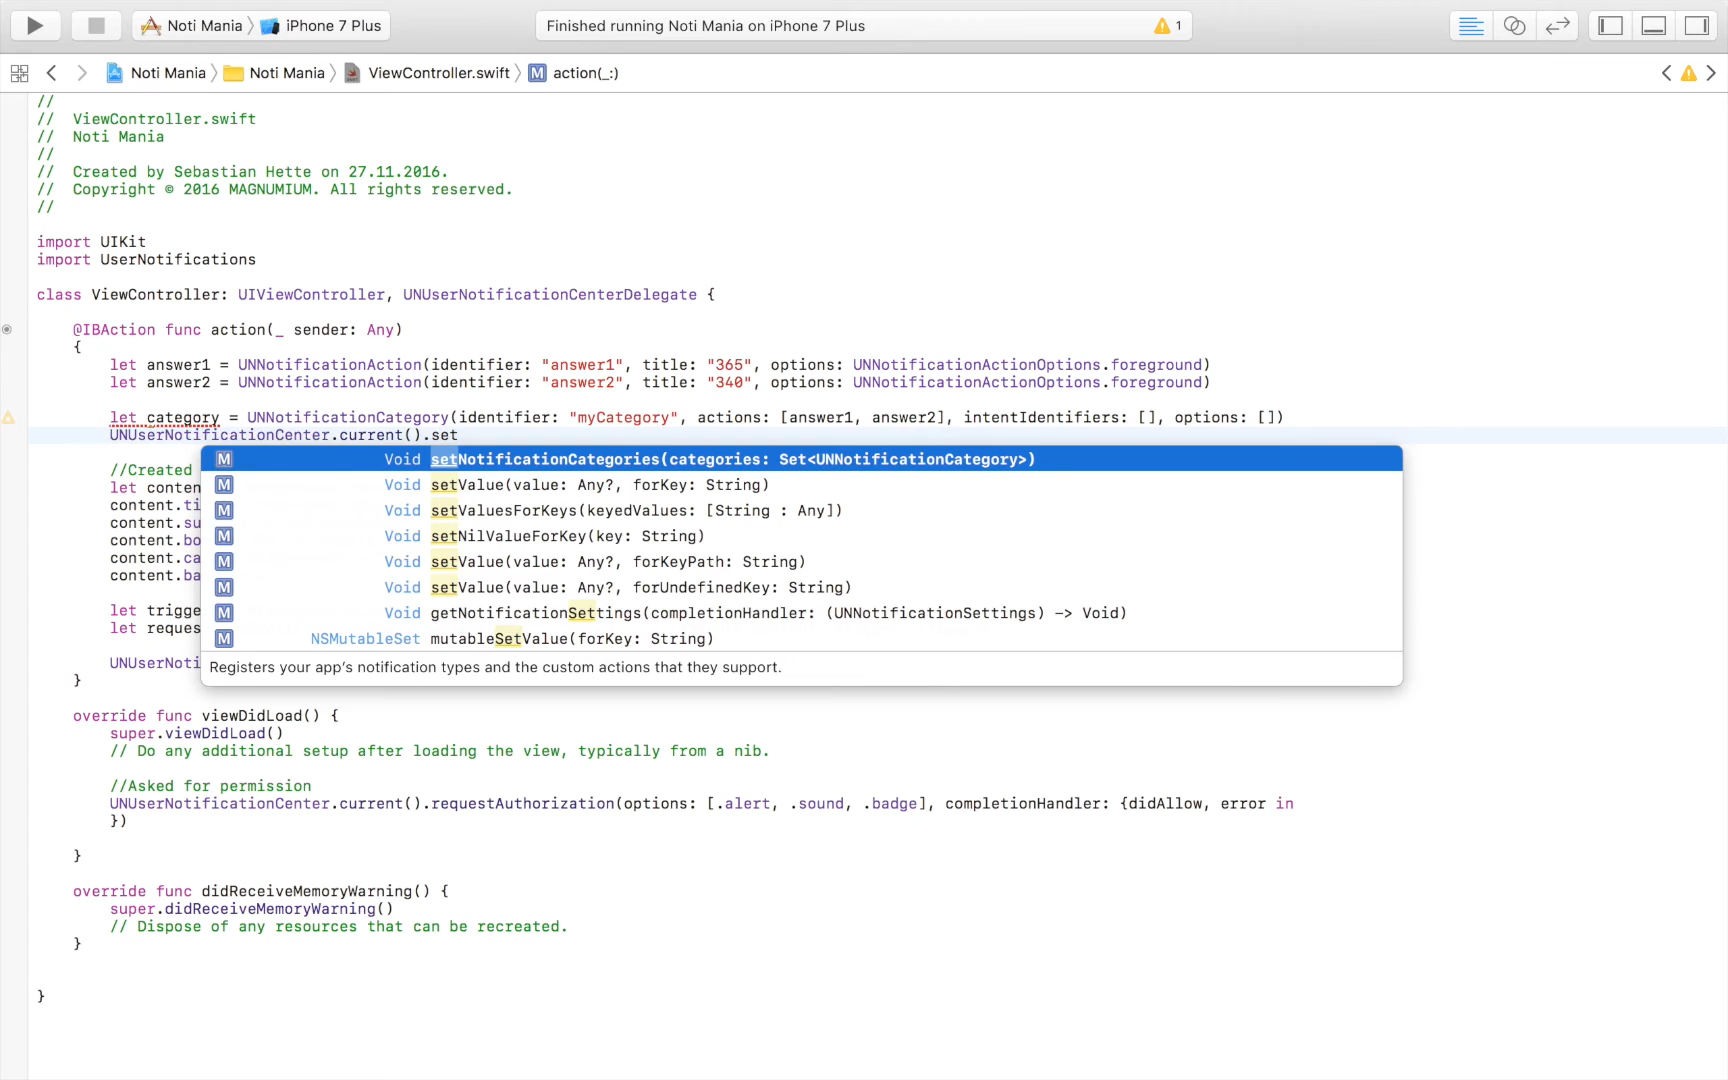 Noti Mania 〉 iPhone 7 Plus
Finished running Noti Mania on iPhone 7 Plus
1
Noti Mania 〉 Noti Mania 〉 ViewController.swift 〉 M action(_:)
//
//  ViewController.swift
//  Noti Mania
//
//  Created by Sebastian Hette on 27.11.2016.
//  Copyright © 2016 MAGNUMIUM. All rights reserved.
//
import UIKit
import UserNotifications
class ViewController: UIViewController, UNUserNotificationCenterDelegate {
@IBAction func action(_ sender: Any)
{
let answer1 = UNNotificationAction(identifier: "answer1", title: "365", options: UNNotificationActionOptions.foreground)
let answer2 = UNNotificationAction(identifier: "answer2", title: "340", options: UNNotificationActionOptions.foreground)
let category = UNNotificationCategory(identifier: "myCategory", actions: [answer1, answer2], intentIdentifiers: [], options: [])
UNUserNotificationCenter.current().set
M Void setNotificationCategories(categories: Set<UNNotificationCategory>)
//Created
M Void setValue(value: Any?, forKey: String)
let conten
content.ti
M Void setValuesForKeys(keyedValues: [String : Any])
content.su
M Void setNilValueForKey(key: String)
content.bo
content.ca
M Void setValue(value: Any?, forKeyPath: String)
content.ba
M Void setValue(value: Any?, forUndefinedKey: String)
let trigge
M Void getNotificationSettings(completionHandler: (UNNotificationSettings) -> Void)
let reques
M NSMutableSet mutableSetValue(forKey: String)
UNUserNoti
Registers your app's notification types and the custom actions that they support.
}
override func viewDidLoad() {
super.viewDidLoad()
// Do any additional setup after loading the view, typically from a nib.
//Asked for permission
UNUserNotificationCenter.current().requestAuthorization(options: [.alert, .sound, .badge], completionHandler: {didAllow, error in
})
}
override func didReceiveMemoryWarning() {
super.didReceiveMemoryWarning()
// Dispose of any resources that can be recreated.
}
}